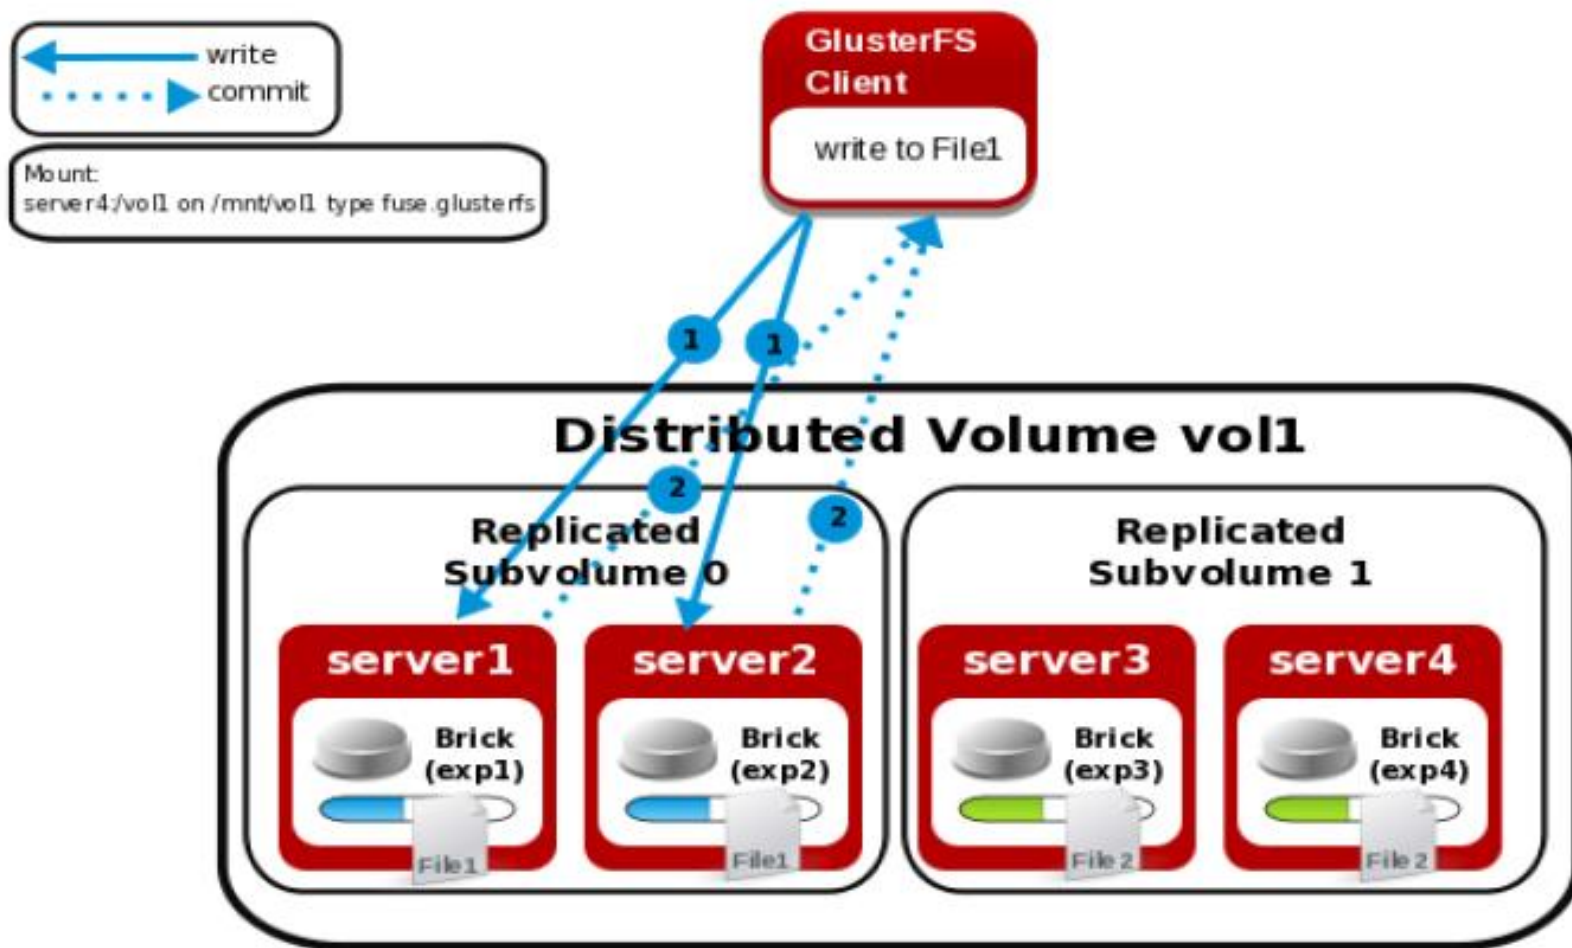 write
commit
Mount:
server4:/vol1 on /mnt/vol1 type fuse.glusterfs
GlusterFS
Client
write to File1
1
1
Distributed Volume vol1
2
2
Replicated
Subvolume 0
Replicated
Subvolume 1
server1
Brick
(exp1)
File1
server2
Brick
(exp2)
File1
server3
Brick
(exp3)
File 2
server4
Brick
(exp4)
File 2